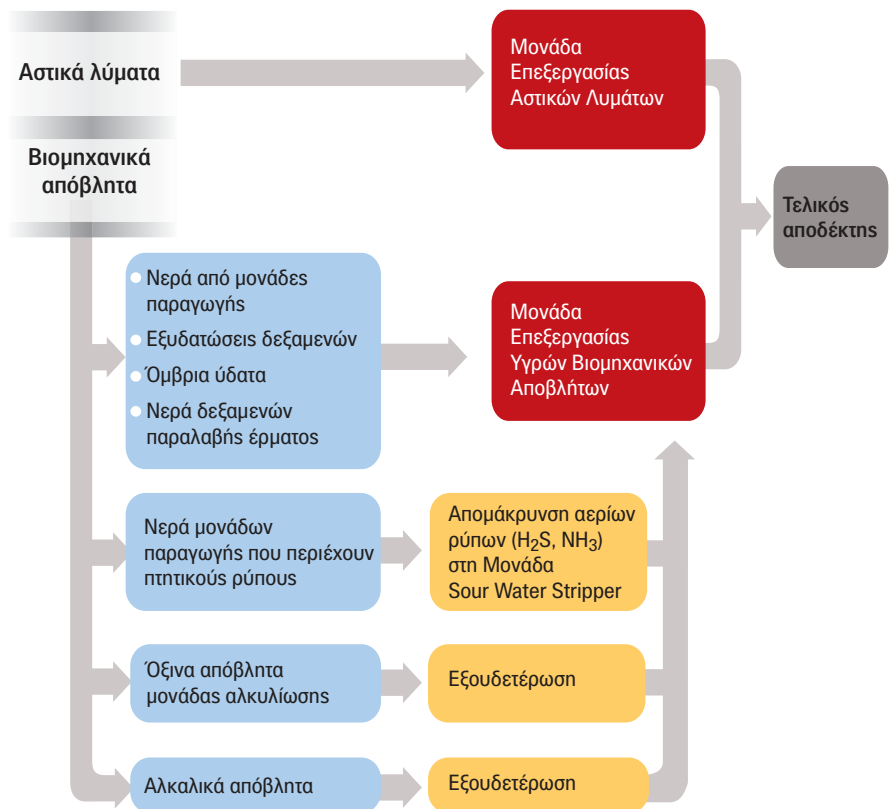 Αστικά λύματα
Μονάδα
Επεξεργασίας
Αστικών Λυμάτων
Βιομηχανικά
απόβλητα
Τελικός
αποδέκτης
Νερά από μονάδες
παραγωγής
Εξυδατώσεις δεξαμενών
Όμβρια ύδατα
Νερά δεξαμενών
παραλαβής έρματος
Μονάδα
Επεξεργασίας
Υγρών Βιομηχανικών
Αποβλήτων
Νερά μονάδων
παραγωγής που περιέχουν
πτητικούς ρύπους
Απομάκρυνση αερίων
ρύπων (H₂S, NH₃)
στη Μονάδα
Sour Water Stripper
Όξινα απόβλητα
μονάδας αλκυλίωσης
Εξουδετέρωση
Αλκαλικά απόβλητα
Εξουδετέρωση